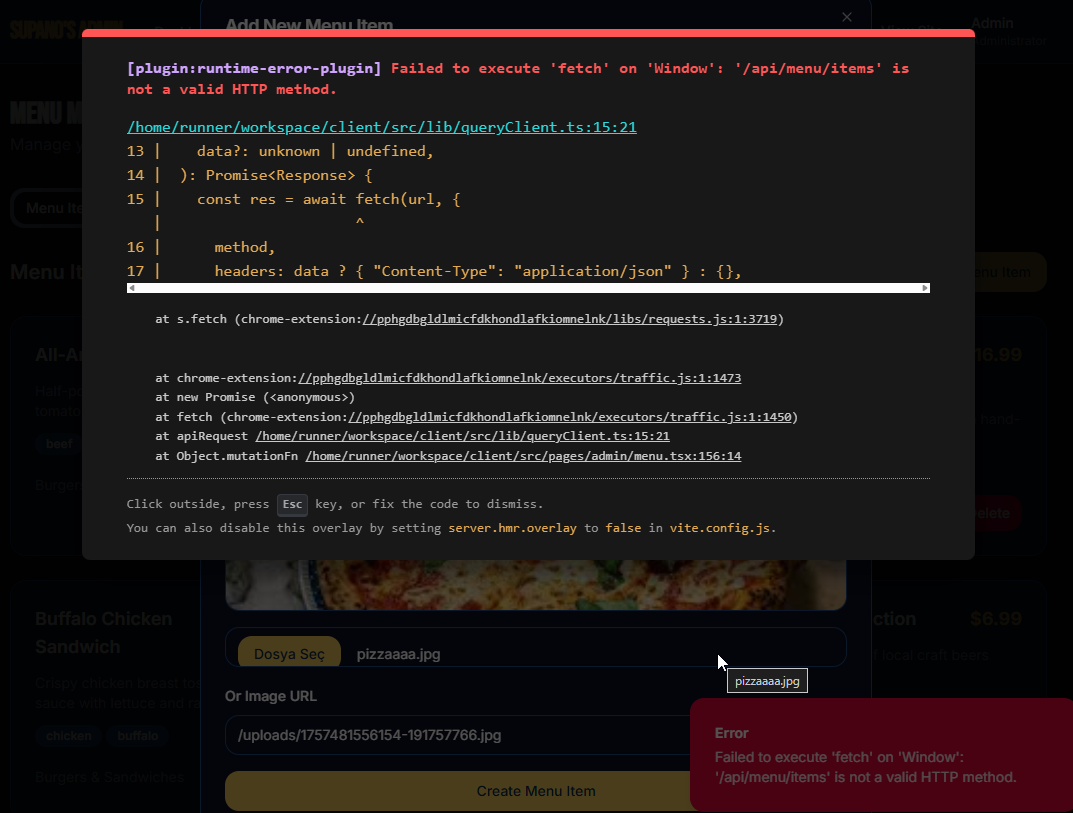 SUPANO'S ADMIN
Add New Menu Item
Admin
[plugin:runtime-error-plugin] Failed to execute 'fetch' on 'Window': '/api/menu/items' is
not a valid HTTP method.
/home/runner/workspace/client/src/lib/queryClient.ts:15:21
13 |    data?: unknown | undefined,
14 |  ): Promise<Response> {
15 |    const res = await fetch(url, {
|                      ^
16 |      method,
17 |      headers: data ? { "Content-Type": "application/json" } : {},
at s.fetch (chrome-extension://pphgdbgldlmicfdkhondlafkiomnelnk/libs/requests.js:1:3719)
at chrome-extension://pphgdbgldlmicfdkhondlafkiomnelnk/executors/traffic.js:1:1473
at new Promise (<anonymous>)
at fetch (chrome-extension://pphgdbgldlmicfdkhondlafkiomnelnk/executors/traffic.js:1:1450)
at apiRequest /home/runner/workspace/client/src/lib/queryClient.ts:15:21
at Object.mutationFn /home/runner/workspace/client/src/pages/admin/menu.tsx:156:14
Click outside, press Esc key, or fix the code to dismiss.
You can also disable this overlay by setting server.hmr.overlay to false in vite.config.js.
MENU M
Manage
Menu Ite
Menu It
nu Item
All-A
16.99
Half-po
tomato
hand-
beef
Burgers
elete
Buffalo Chicken
Sandwich
Crispy chicken breast
sauce with lettuce and
chicken buffalo
Burgers & Sandwiches
ction $6.99
local craft beers
Dosya Seç pizzaaaa.jpg
pizzaaaa.jpg
Or Image URL
/uploads/1757481556154-191757766.jpg
Create Menu Item
Error
Failed to execute 'fetch' on 'Window':
'/api/menu/items' is not a valid HTTP method.